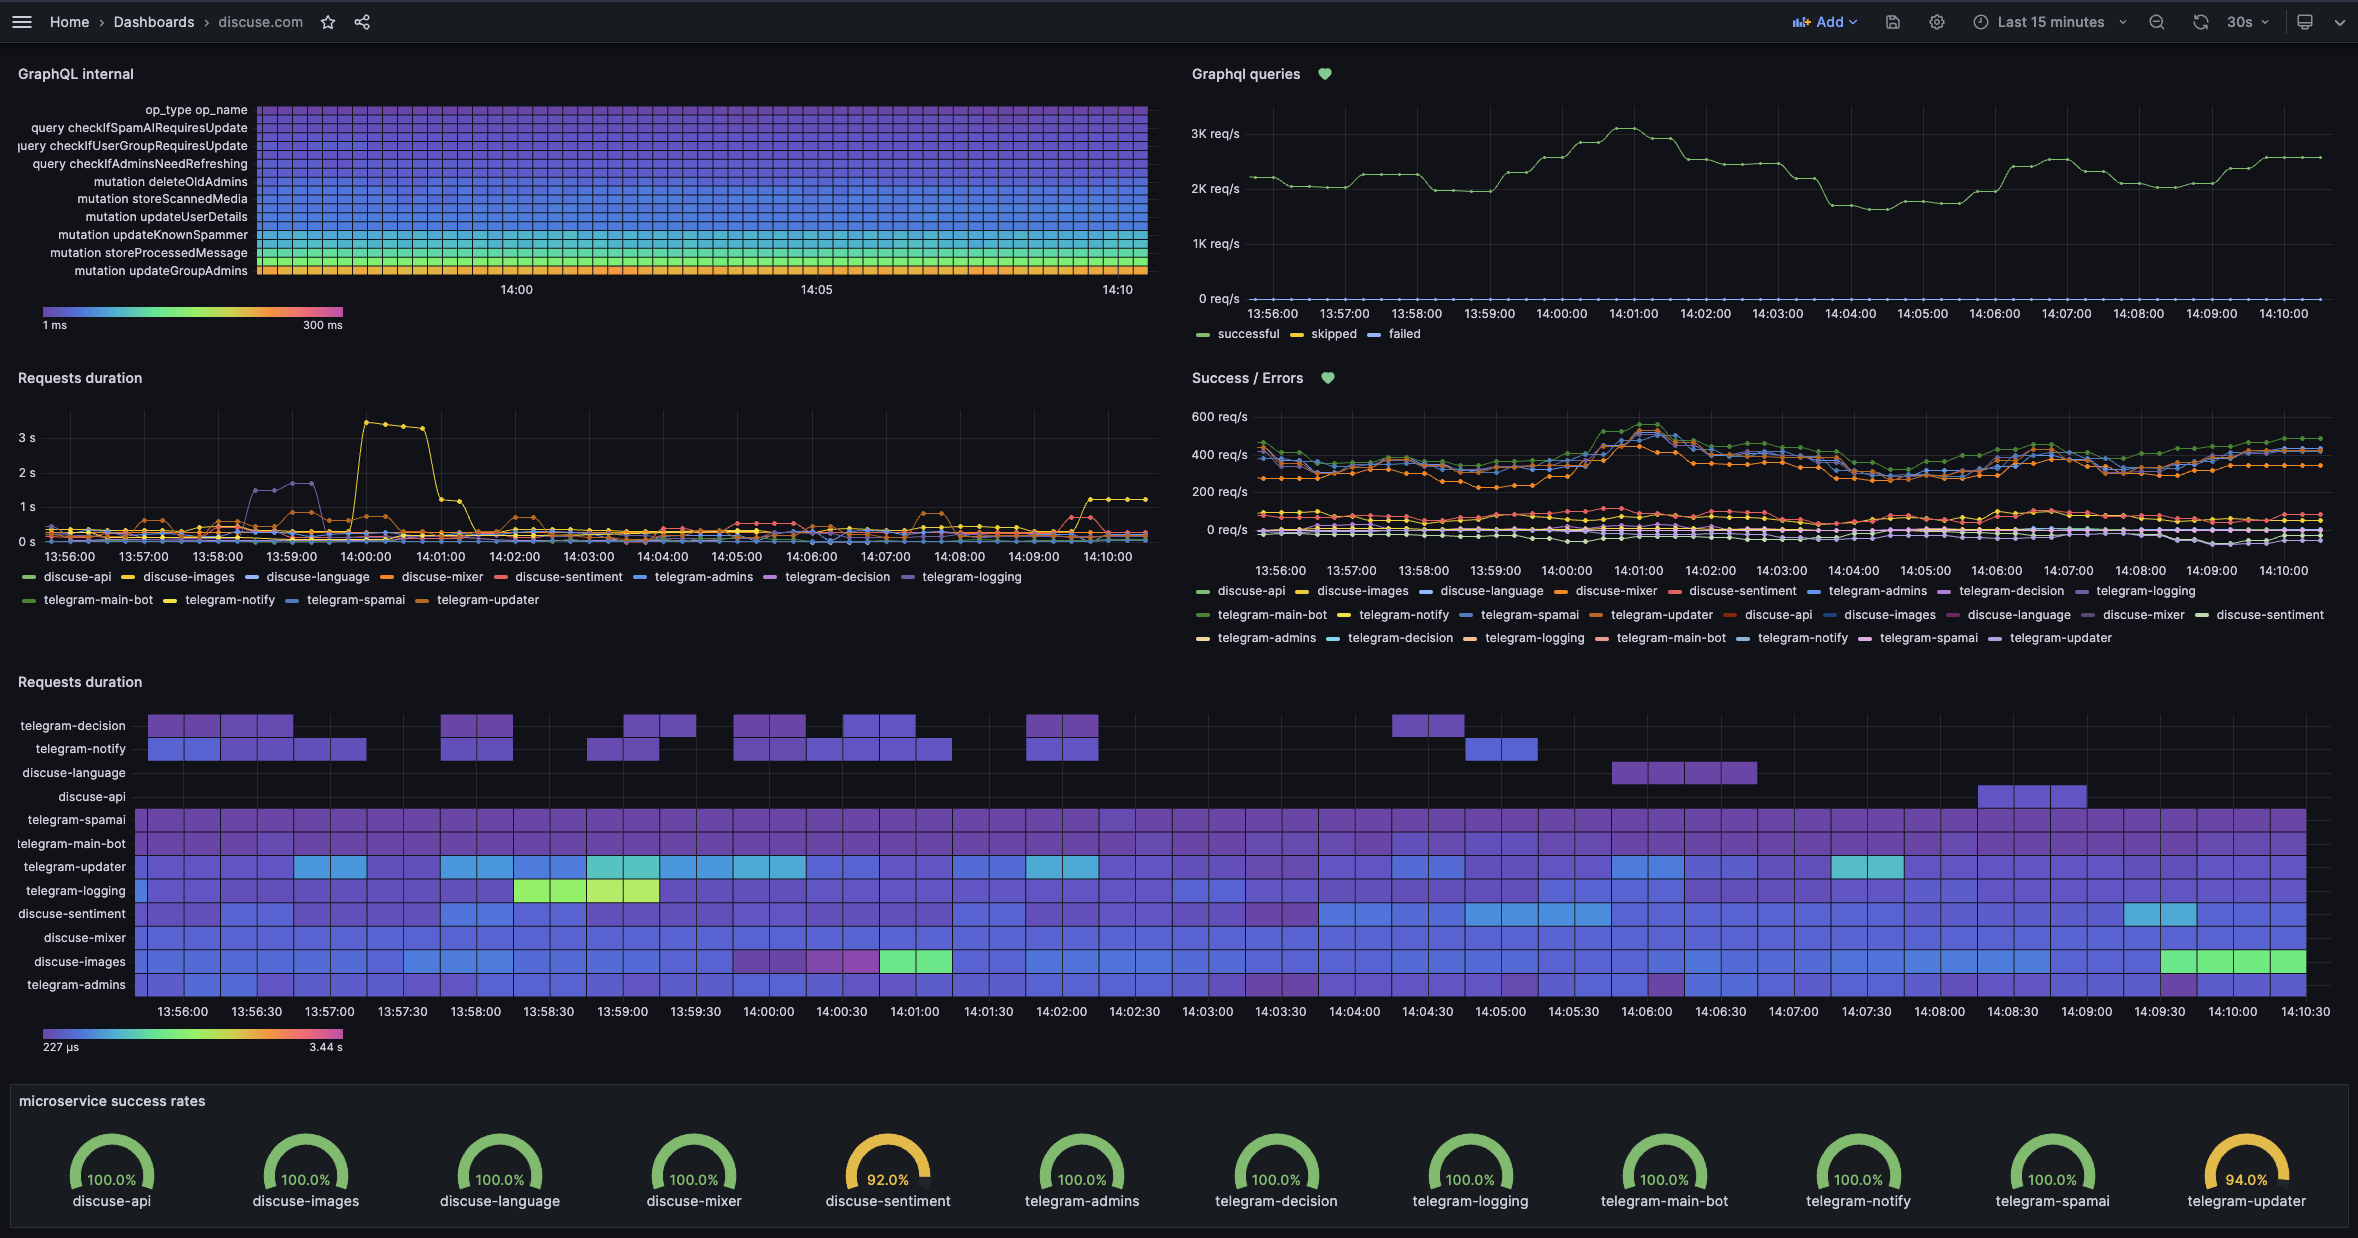 Home › Dashboards › discuse.com
Add
Last 15 minutes
30s
GraphQL internal
op_type op_name
query checkIfSpamAIRequiresUpdate
query checkIfUserGroupRequiresUpdate
query checkIfAdminsNeedRefreshing
mutation deleteOldAdmins
mutation storeScannedMedia
mutation updateUserDetails
mutation updateKnownSpammer
mutation storeProcessedMessage
mutation updateGroupAdmins
14:00 14:05 14:10
1 ms 300 ms
Graphql queries
3K req/s
2K req/s
1K req/s
0 req/s
13:56:00 13:57:00 13:58:00 13:59:00 14:00:00 14:01:00 14:02:00 14:03:00 14:04:00 14:05:00 14:06:00 14:07:00 14:08:00 14:09:00 14:10:00
successful skipped failed
Requests duration
3 s
2 s
1 s
0 s
13:56:00 13:57:00 13:58:00 13:59:00 14:00:00 14:01:00 14:02:00 14:03:00 14:04:00 14:05:00 14:06:00 14:07:00 14:08:00 14:09:00 14:10:00
discuse-api discuse-images discuse-language discuse-mixer discuse-sentiment telegram-admins telegram-decision telegram-logging
telegram-main-bot telegram-notify telegram-spamai telegram-updater
Success / Errors
600 req/s
400 req/s
200 req/s
0 req/s
13:56:00 13:57:00 13:58:00 13:59:00 14:00:00 14:01:00 14:02:00 14:03:00 14:04:00 14:05:00 14:06:00 14:07:00 14:08:00 14:09:00 14:10:00
discuse-api discuse-images discuse-language discuse-mixer discuse-sentiment telegram-admins telegram-decision telegram-logging
telegram-main-bot telegram-notify telegram-spamai telegram-updater discuse-api discuse-images discuse-language discuse-mixer discuse-sentiment
telegram-admins telegram-decision telegram-logging telegram-main-bot telegram-notify telegram-spamai telegram-updater
Requests duration
telegram-decision
telegram-notify
discuse-language
discuse-api
telegram-spamai
telegram-main-bot
telegram-updater
telegram-logging
discuse-sentiment
discuse-mixer
discuse-images
telegram-admins
13:56:00 13:56:30 13:57:00 13:57:30 13:58:00 13:58:30 13:59:00 13:59:30 14:00:00 14:00:30 14:01:00 14:01:30 14:02:00 14:02:30 14:03:00 14:03:30 14:04:00 14:04:30 14:05:00 14:05:30 14:06:00 14:06:30 14:07:00 14:07:30 14:08:00 14:08:30 14:09:00 14:09:30 14:10:00 14:10:30
227 µs 3.44 s
microservice success rates
100.0% 100.0% 100.0% 100.0% 92.0% 100.0% 100.0% 100.0% 100.0% 100.0% 100.0% 94.0%
discuse-api discuse-images discuse-language discuse-mixer discuse-sentiment telegram-admins telegram-decision telegram-logging telegram-main-bot telegram-notify telegram-spamai telegram-updater